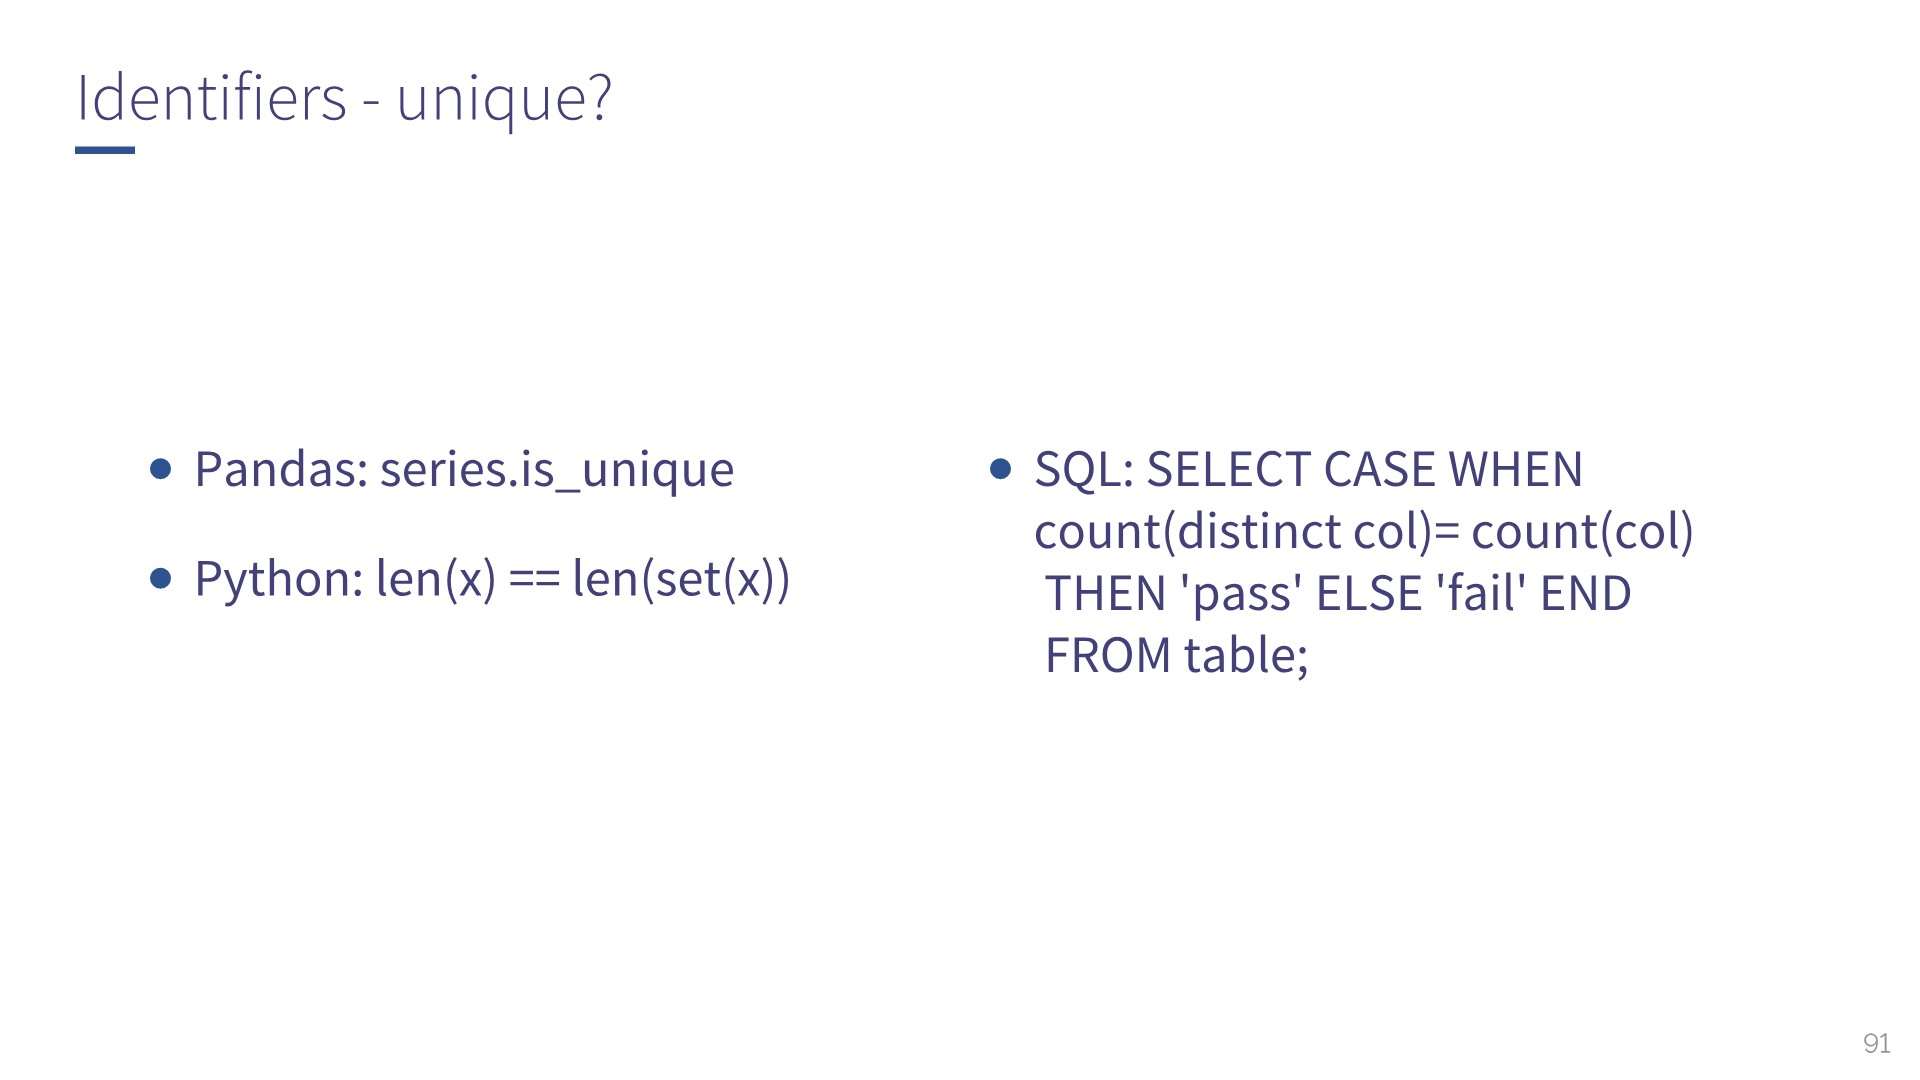 Identifiers - unique?
Pandas: series.is_unique
Python: len(x) == len(set(x))
SQL: SELECT CASE WHEN
count(distinct col)= count(col)
THEN 'pass' ELSE 'fail' END
FROM table;
91